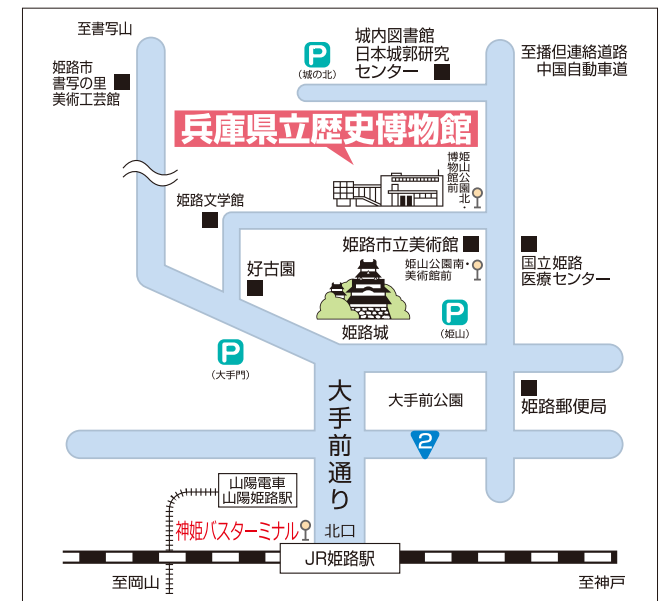 至書写山
姫路市
書写の里
美術工芸館
P
(城の北)
城内図書館
日本城郭研究
センター
至播但連絡道路
中国自動車道
兵庫県立歴史博物館
姫山公園北・
博物館前
姫路文学館
姫路市立美術館
姫山公園南・
美術館前
国立姫路
医療センター
好古園
姫路城
P
(姫山)
P
(大手門)
大手前通り
大手前公園
姫路郵便局
2
山陽電車
山陽姫路駅
神姫バスターミナル
北口
JR姫路駅
至岡山
至神戸